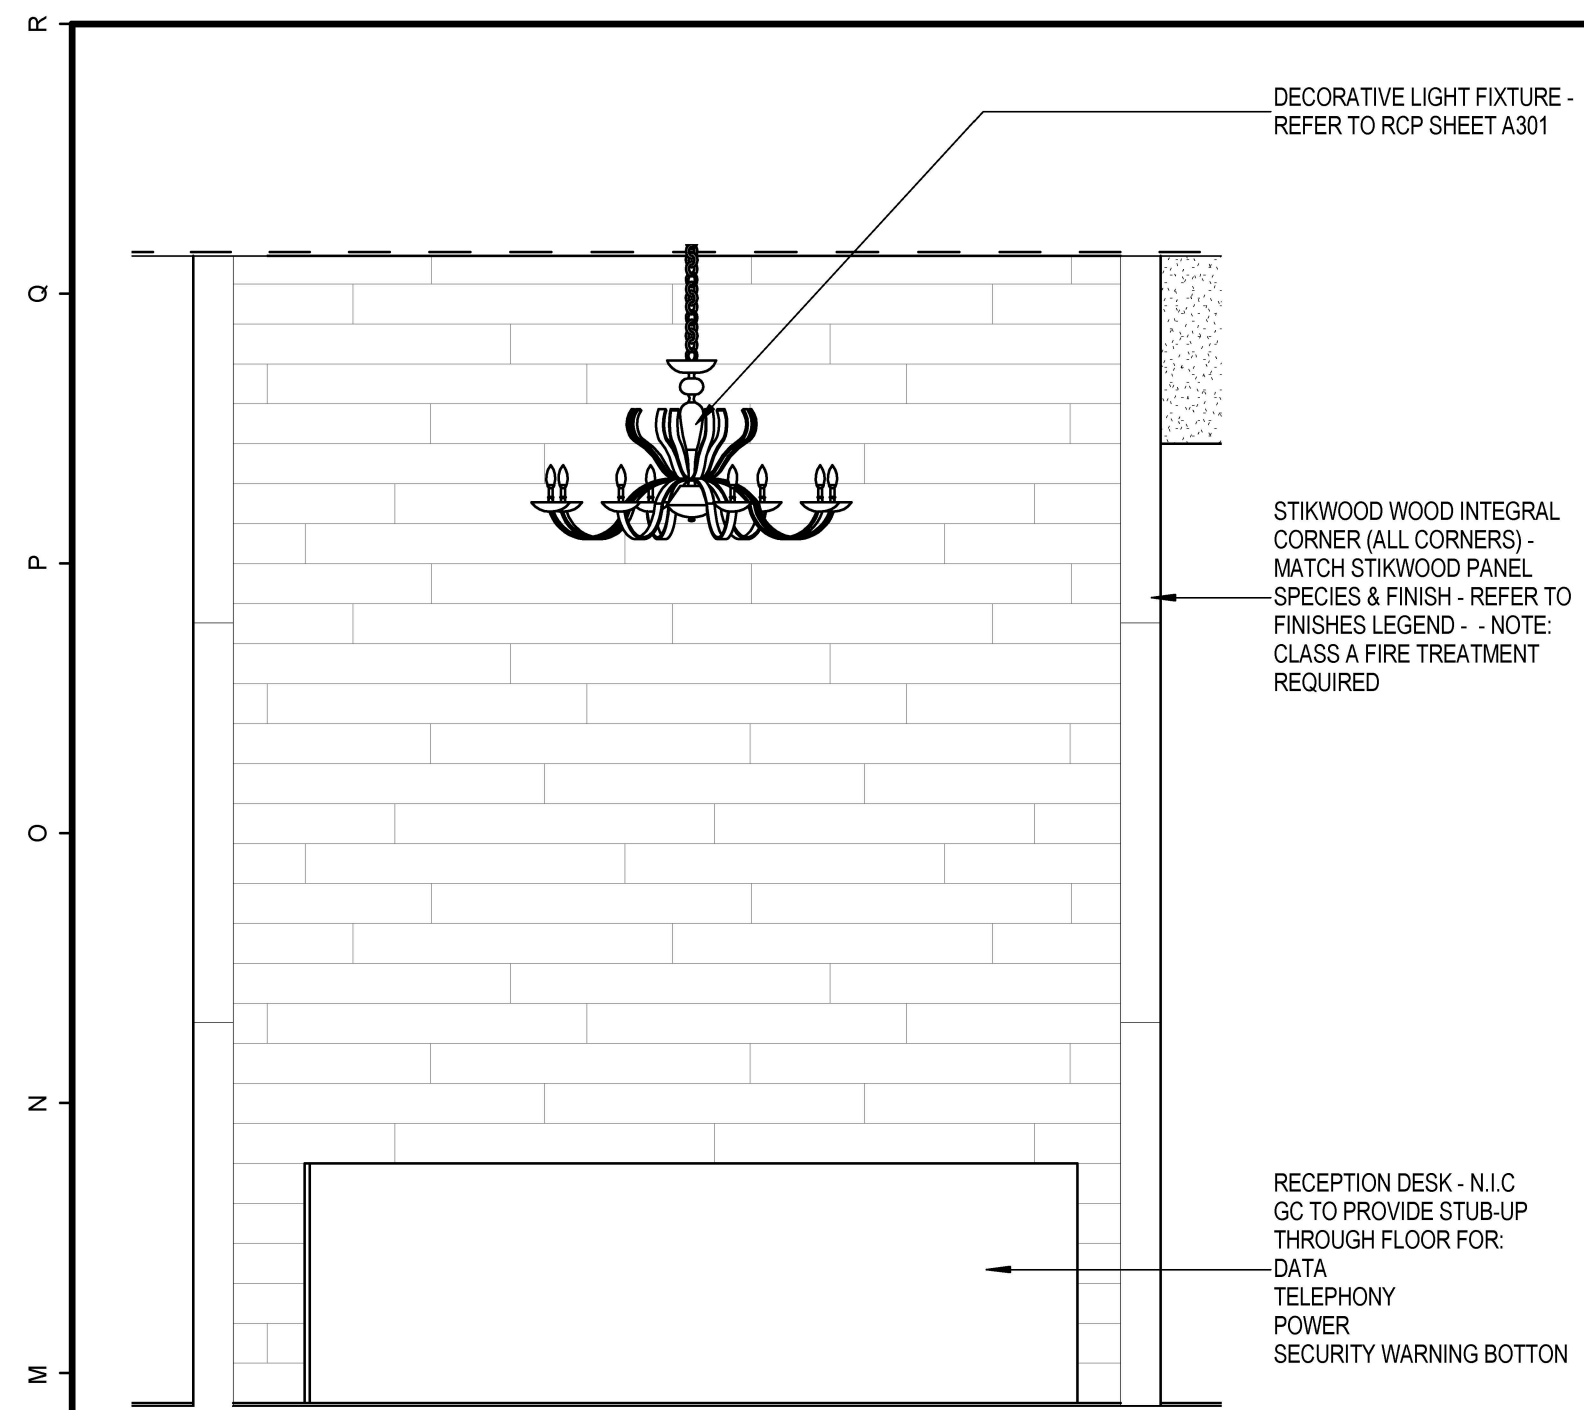 R
DECORATIVE LIGHT FIXTURE -
REFER TO RCP SHEET A301
Q
STIKWOOD WOOD INTEGRAL
CORNER (ALL CORNERS) -
MATCH STIKWOOD PANEL
SPECIES & FINISH - REFER TO
FINISHES LEGEND - - NOTE:
CLASS A FIRE TREATMENT
REQUIRED
P
O
N
RECEPTION DESK - N.I.C
GC TO PROVIDE STUB-UP
THROUGH FLOOR FOR:
DATA
TELEPHONY
POWER
SECURITY WARNING BOTTON
M